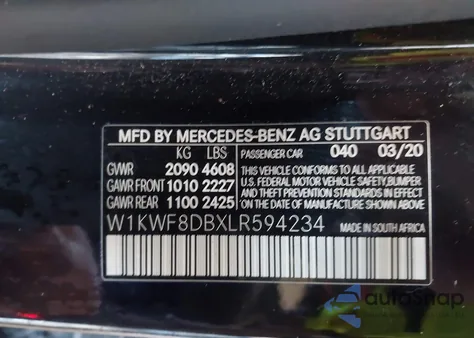 MFD BY MERCEDES-BENZ AG STUTTGART
KG LBS PASSENGER CAR 040 03/20
GVWR 2090 4608 THIS VEHICLE CONFORMS TO ALL APPLICABLE
GAWR FRONT 1010 2227 U.S. FEDERAL MOTOR VEHICLE SAFETY, BUMPER
AND THEFT PREVENTION STANDARDS IN EFFECT
GAWR REAR 1100 2425 ON THE DATE OF MANUFACTURE SHOWN ABOVE
W1KWF8DBXLR594234 MADE IN SOUTH AFRICA
autosnap